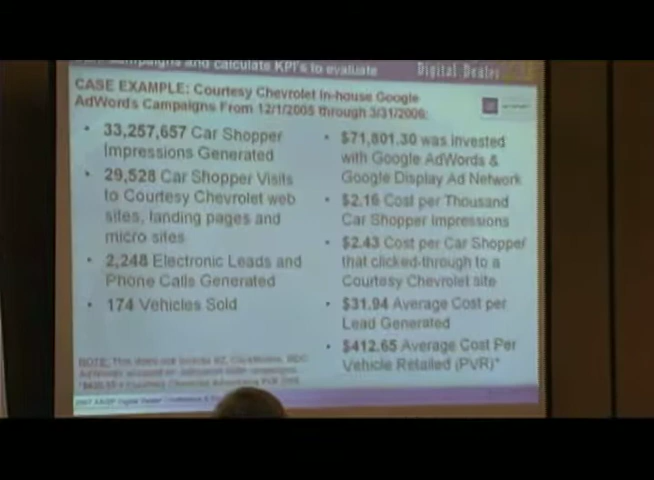 campaigns and calculate KPI's to evaluate
Digital Dealer
CASE EXAMPLE: Courtesy Chevrolet In-house Google
AdWords Campaigns From 12/1/2005 through 3/31/2006:
• 33,257,657 Car Shopper
Impressions Generated
• 29,528 Car Shopper Visits
to Courtesy Chevrolet web
sites, landing pages and
micro sites
• 2,248 Electronic Leads and
Phone Calls Generated
• 174 Vehicles Sold
• $71,801.30 was invested
with Google AdWords &
Google Display Ad Network
• $2.16 Cost per Thousand
Car Shopper Impressions
• $2.43 Cost per Car Shopper
that clicked-through to a
Courtesy Chevrolet site
• $31.94 Average Cost per
Lead Generated
• $412.65 Average Cost Per
Vehicle Retailed (PVR)*
NOTE: This does not include